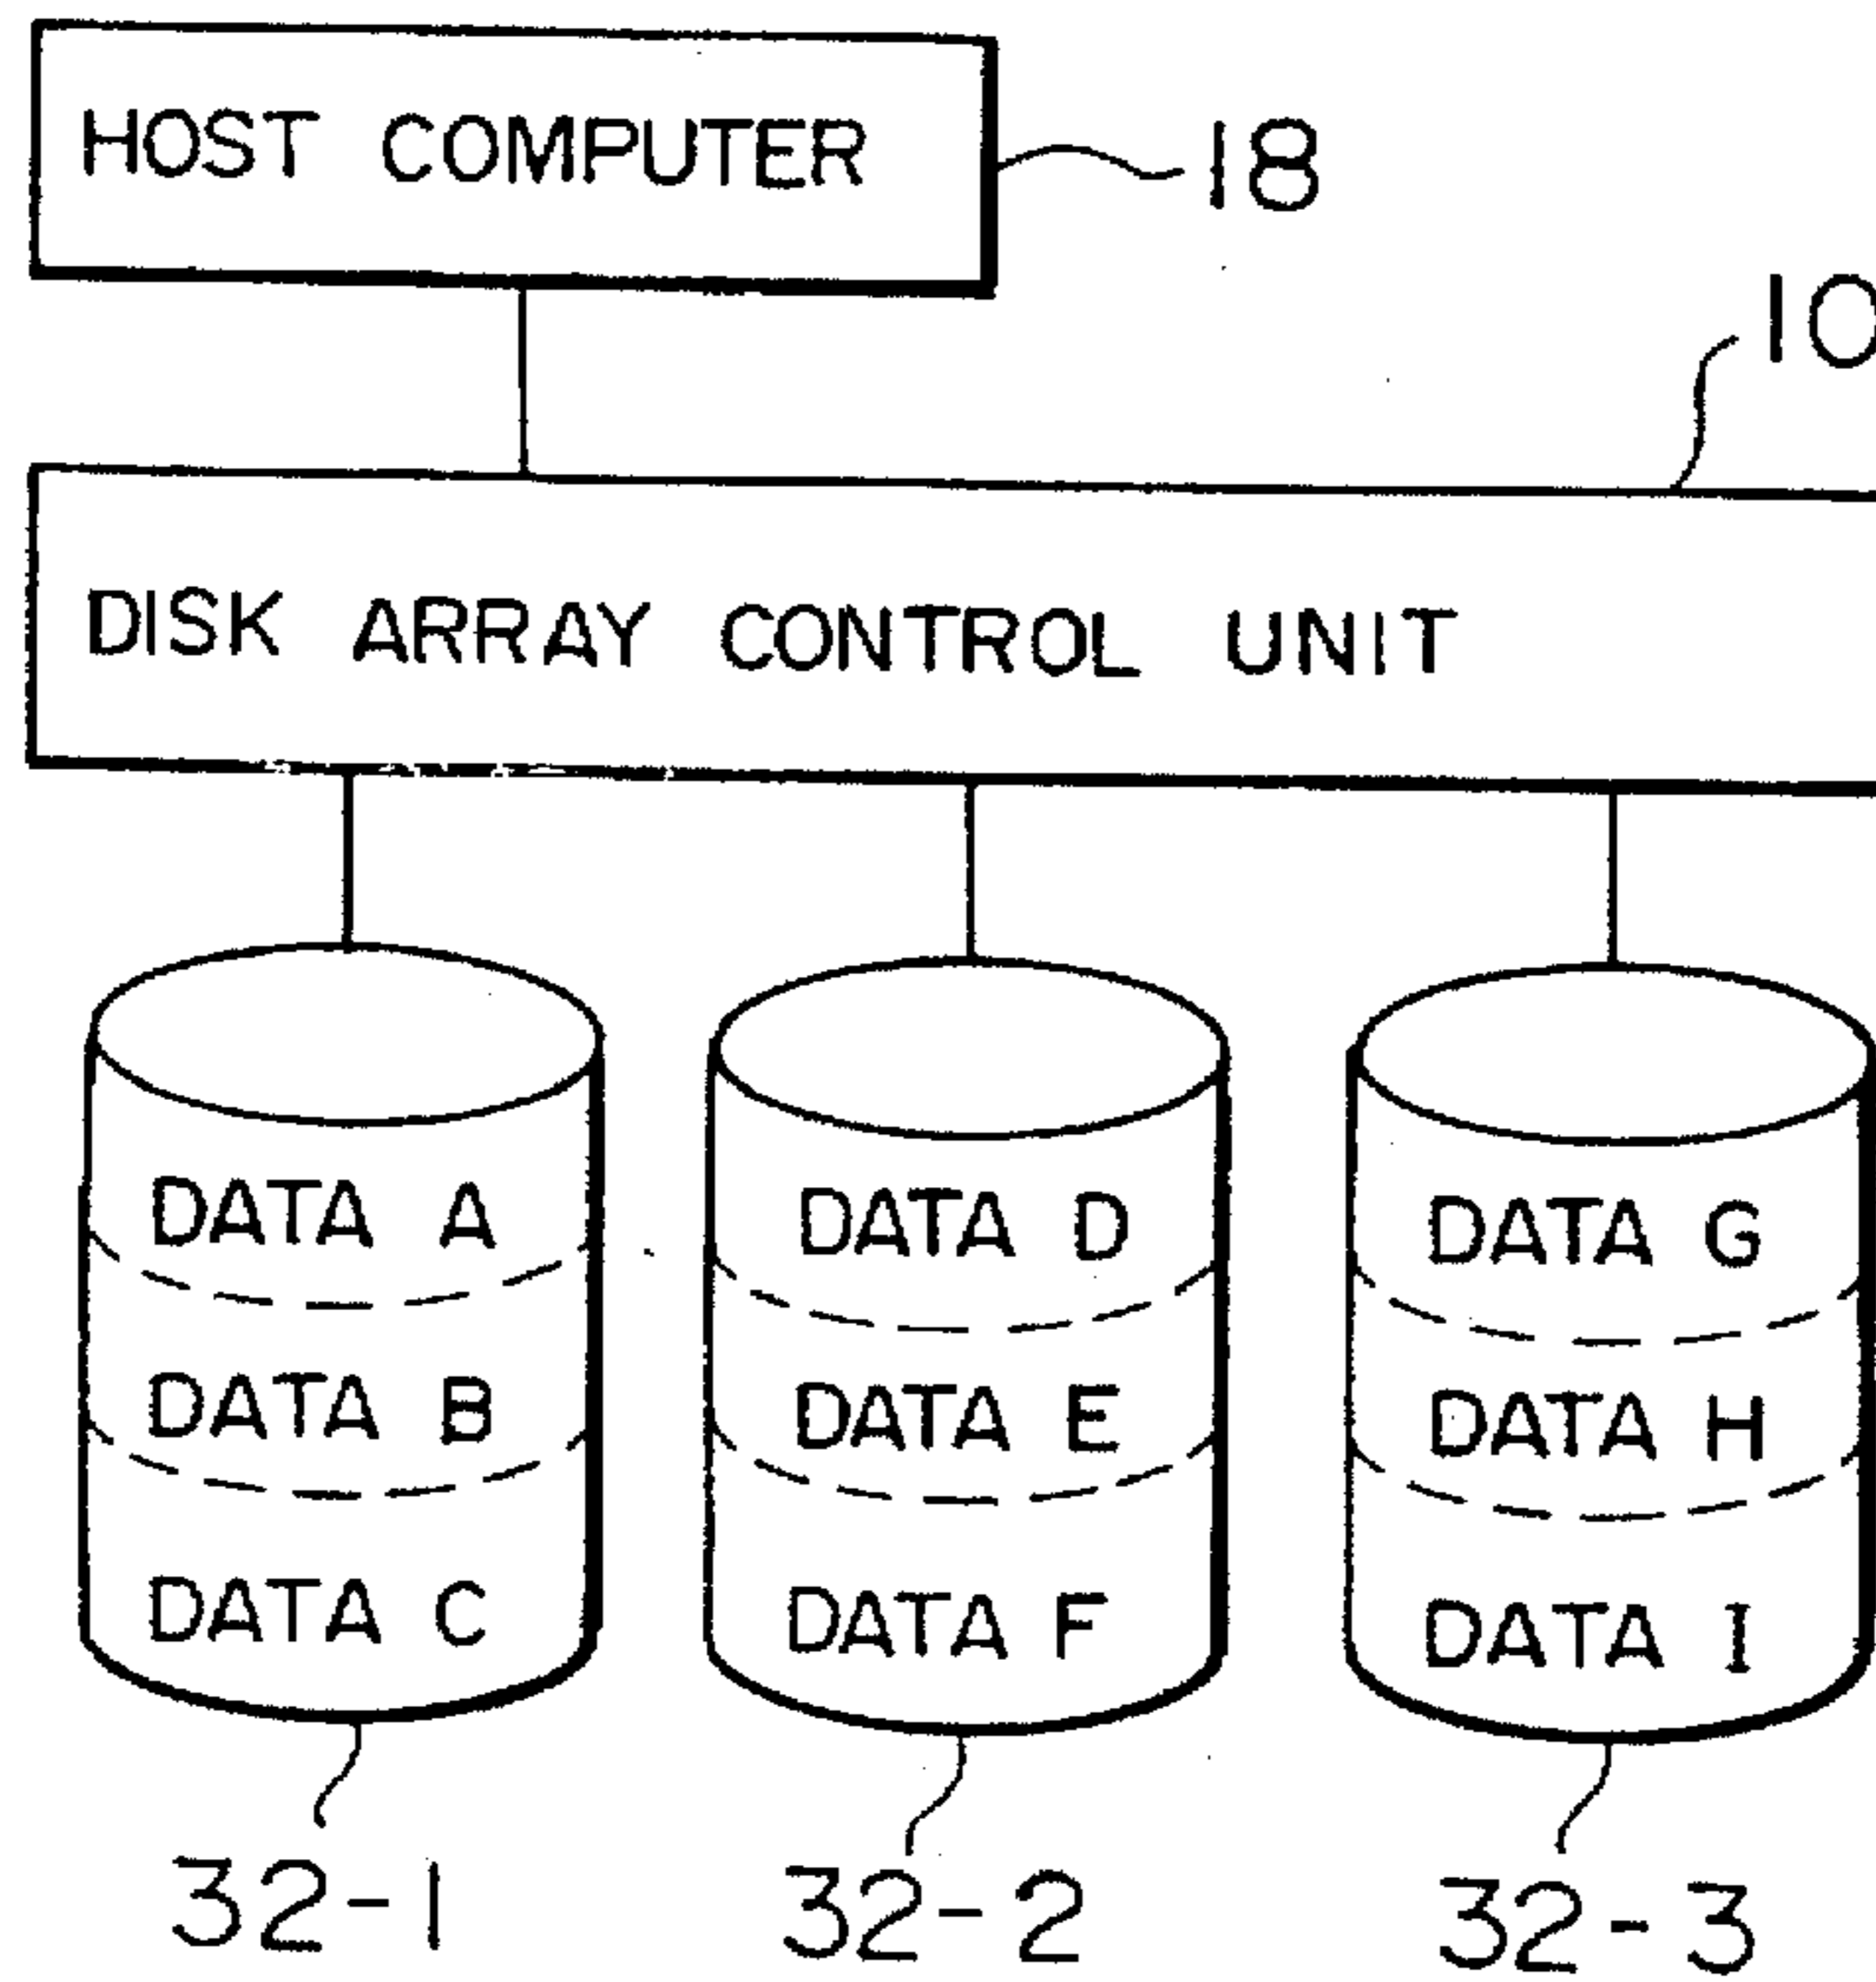 HOST COMPUTER
18
10
DISK ARRAY CONTROL UNIT
DATA A
DATA D
DATA G
DATA B
DATA E
DATA H
DATA C
DATA F
DATA I
32-1
32-2
32-3